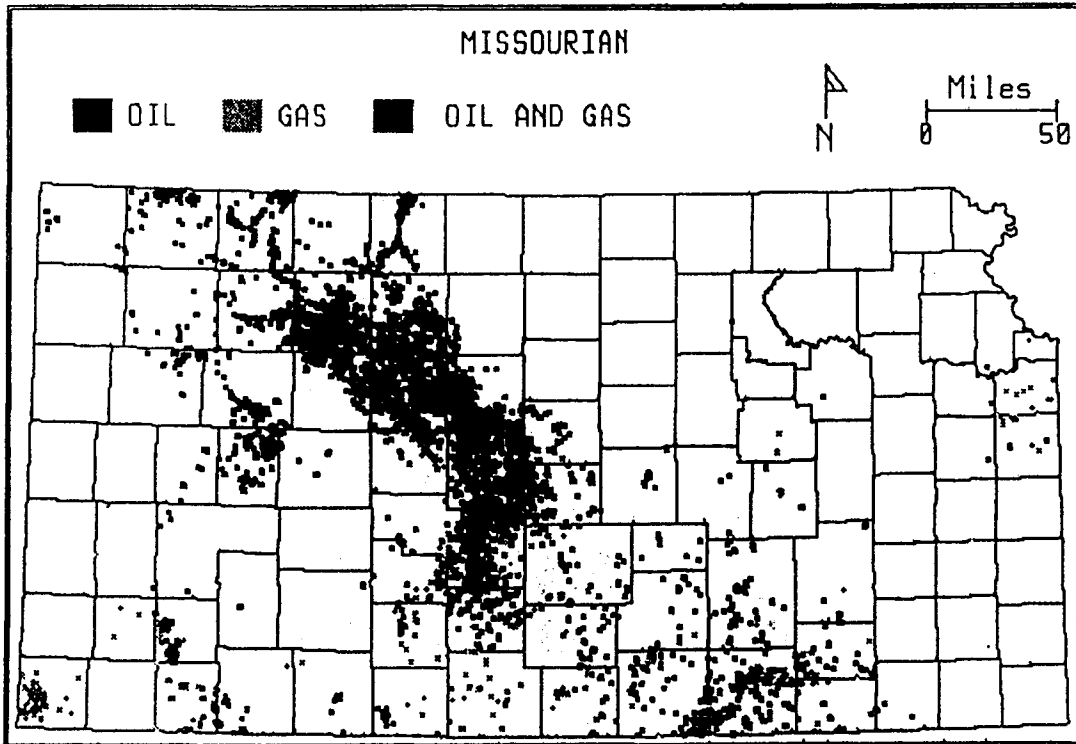 MISSOURIAN
OIL GAS OIL AND GAS
N
Miles
0 50